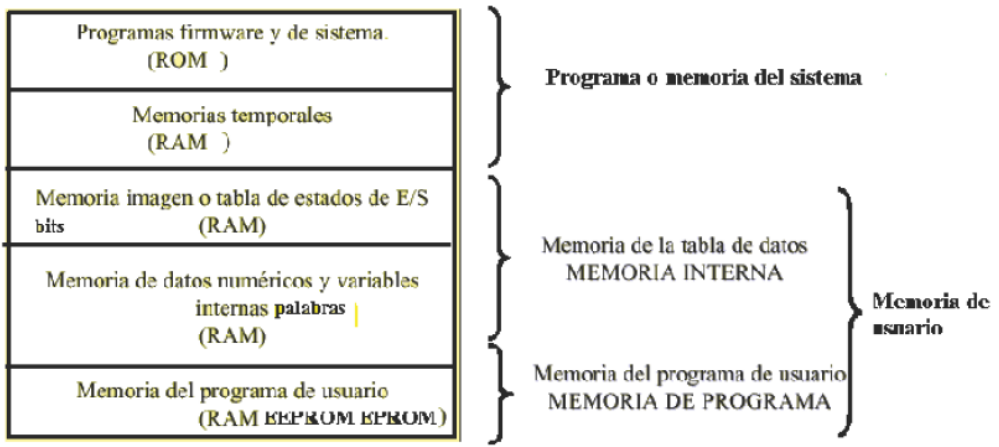 Programas firmware y de sistema.
(ROM )
Memorias temporales
(RAM )
Memoria imagen o tabla de estados de E/S
bits (RAM)
Memoria de datos numéricos y variables
internas palabras
(RAM)
Memoria del programa de usuario
(RAM EEPROM EPROM)
Programa o memoria del sistema
Memoria de la tabla de datos
MEMORIA INTERNA
Memoria del programa de usuario
MEMORIA DE PROGRAMA
Memoria de
usuario